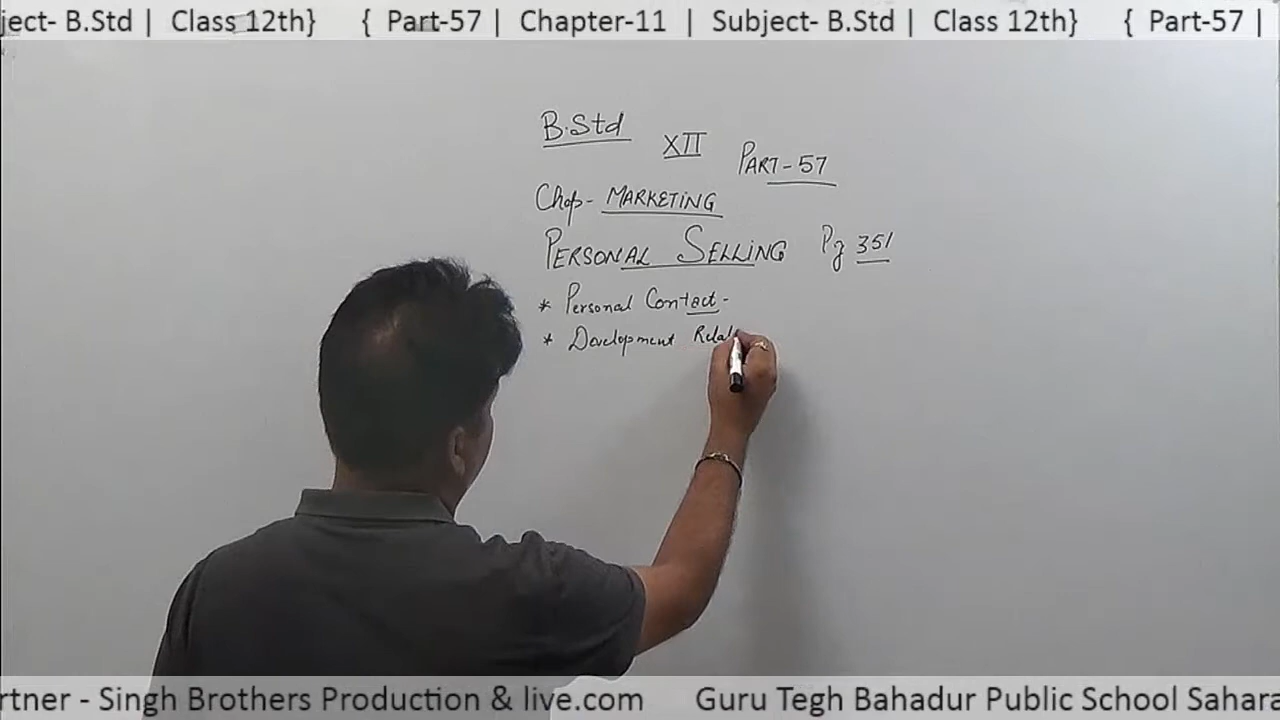 ject- B.Std | Class 12th} { Part-57 | Chapter-11 | Subject- B.Std | Class 12th} { Part-57 |
B.Std XII PART-57
Chap- MARKETING
PERSONAL SELLING Pg 351
* Personal Contact-
* Development Relat
rtner - Singh Brothers Production & live.com Guru Tegh Bahadur Public School Sahara